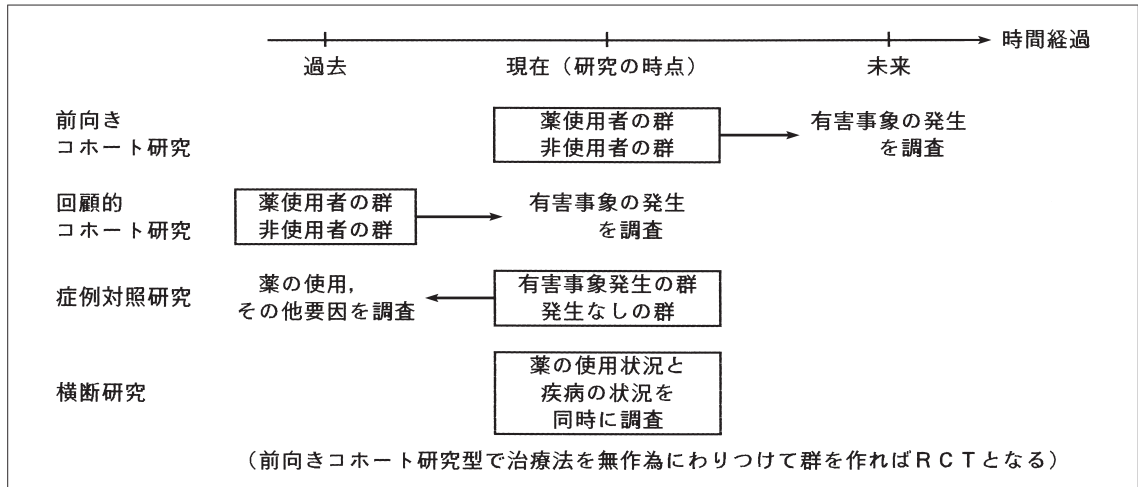 時間経過
過去
現在（研究の時点）
未来
前向き
コホート研究
薬使用者の群
非使用者の群
有害事象の発生
を調査
回顧的
コホート研究
薬使用者の群
非使用者の群
有害事象の発生
を調査
症例対照研究
薬の使用，
その他要因を調査
有害事象発生の群
発生なしの群
横断研究
薬の使用状況と
疾病の状況を
同時に調査
（前向きコホート研究型で治療法を無作為にわりつけて群を作ればＲＣＴとなる）